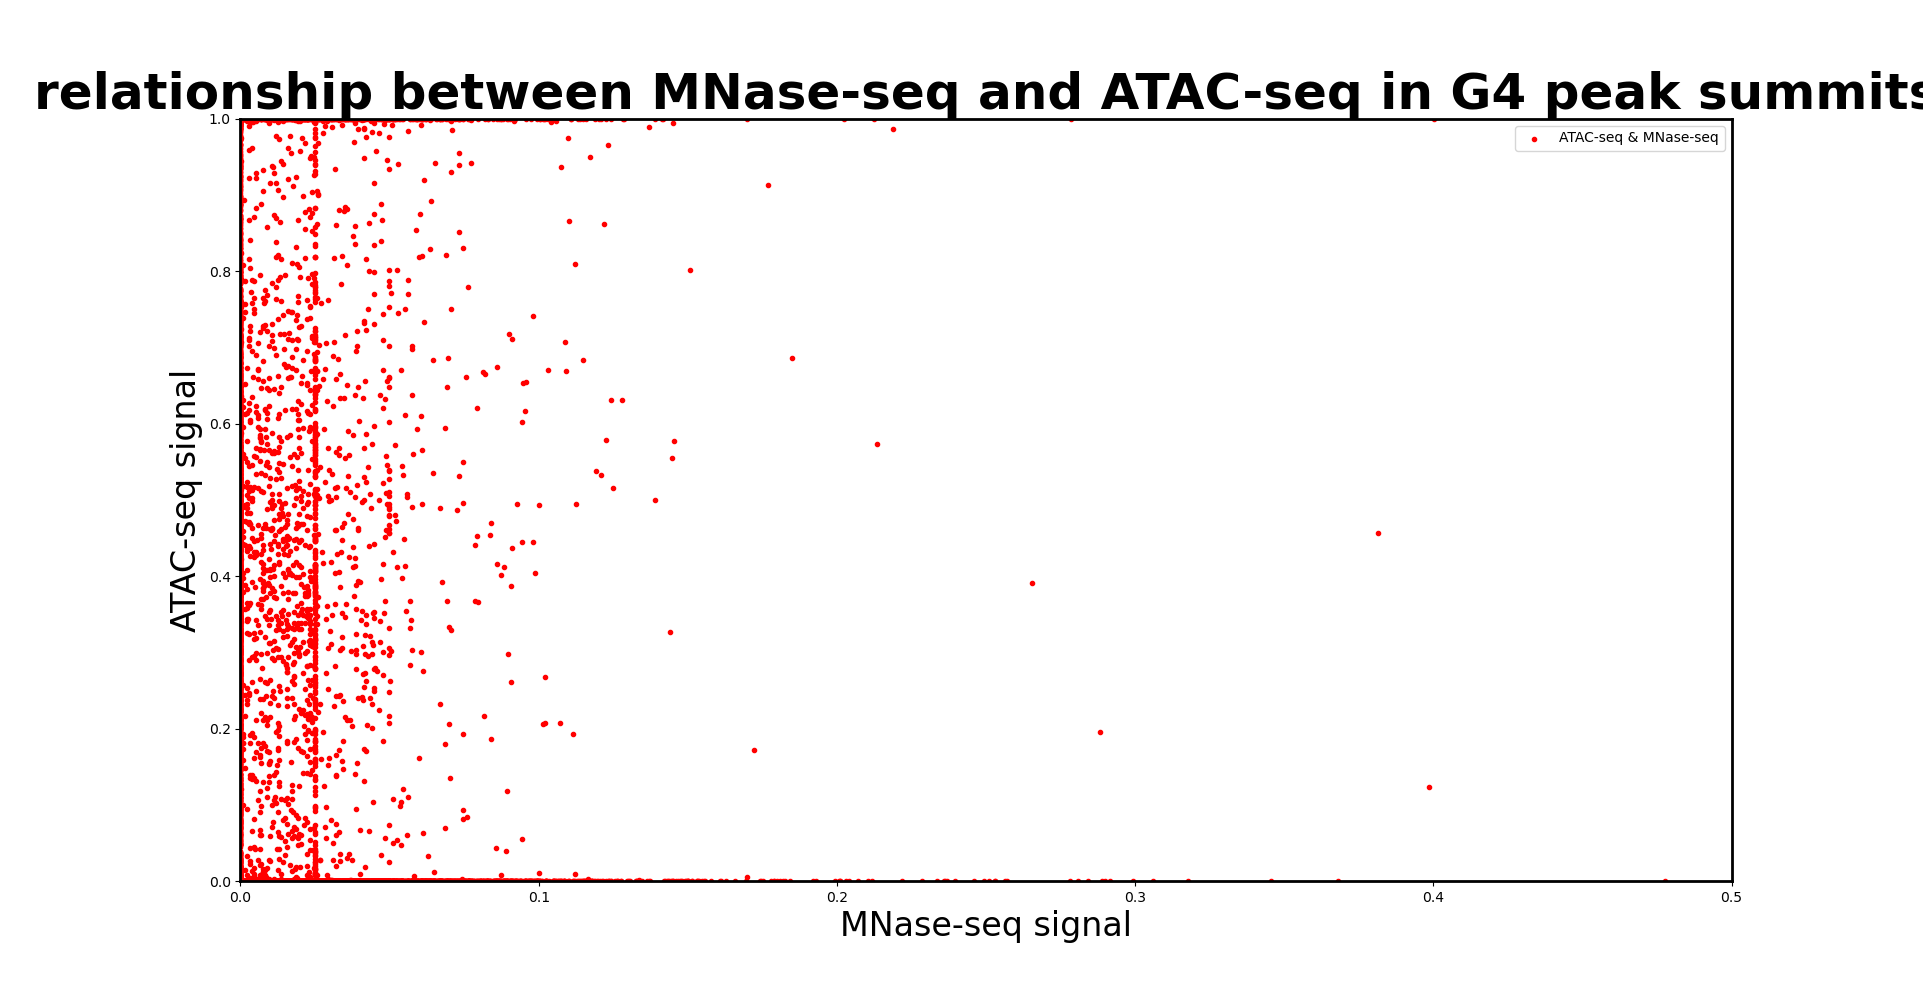 relationship between MNase-seq and ATAC-seq in G4 peak summits
ATAC-seq & MNase-seq
ATAC-seq signal
1.0
0.8
0.6
0.4
0.2
0.0
0.0 0.1 0.2 0.3 0.4 0.5
MNase-seq signal